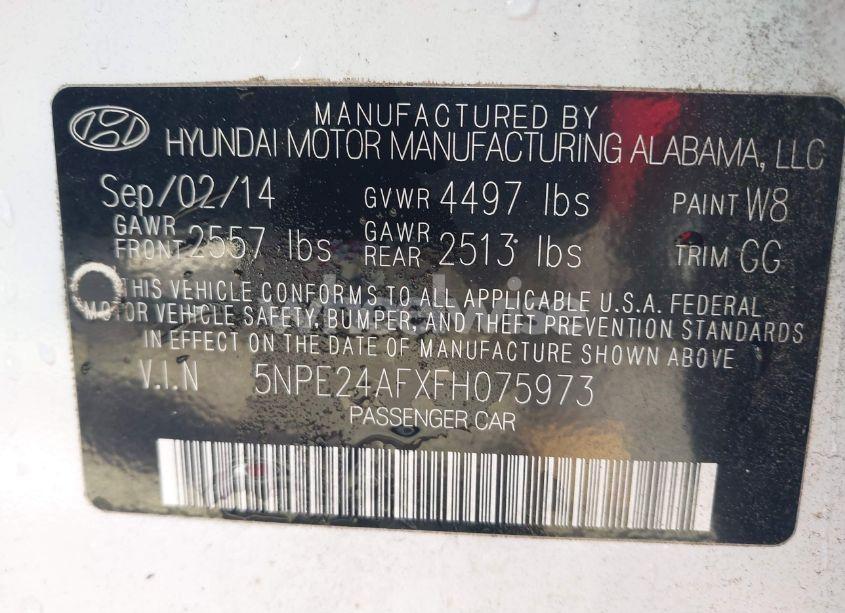 MANUFACTURED BY
HYUNDAI MOTOR MANUFACTURING ALABAMA, LLC
Sep/02/14 GVWR 4497 lbs PAINT W8
GAWR FRONT 2557 lbs GAWR REAR 2513 lbs TRIM GG
THIS VEHICLE CONFORMS TO ALL APPLICABLE U.S.A. FEDERAL
MOTOR VEHICLE SAFETY BUMPER, AND THEFT PREVENTION STANDARDS
IN EFFECT ON THE DATE OF MANUFACTURE SHOWN ABOVE
V.I.N 5NPE24AFXFH075973
PASSENGER CAR